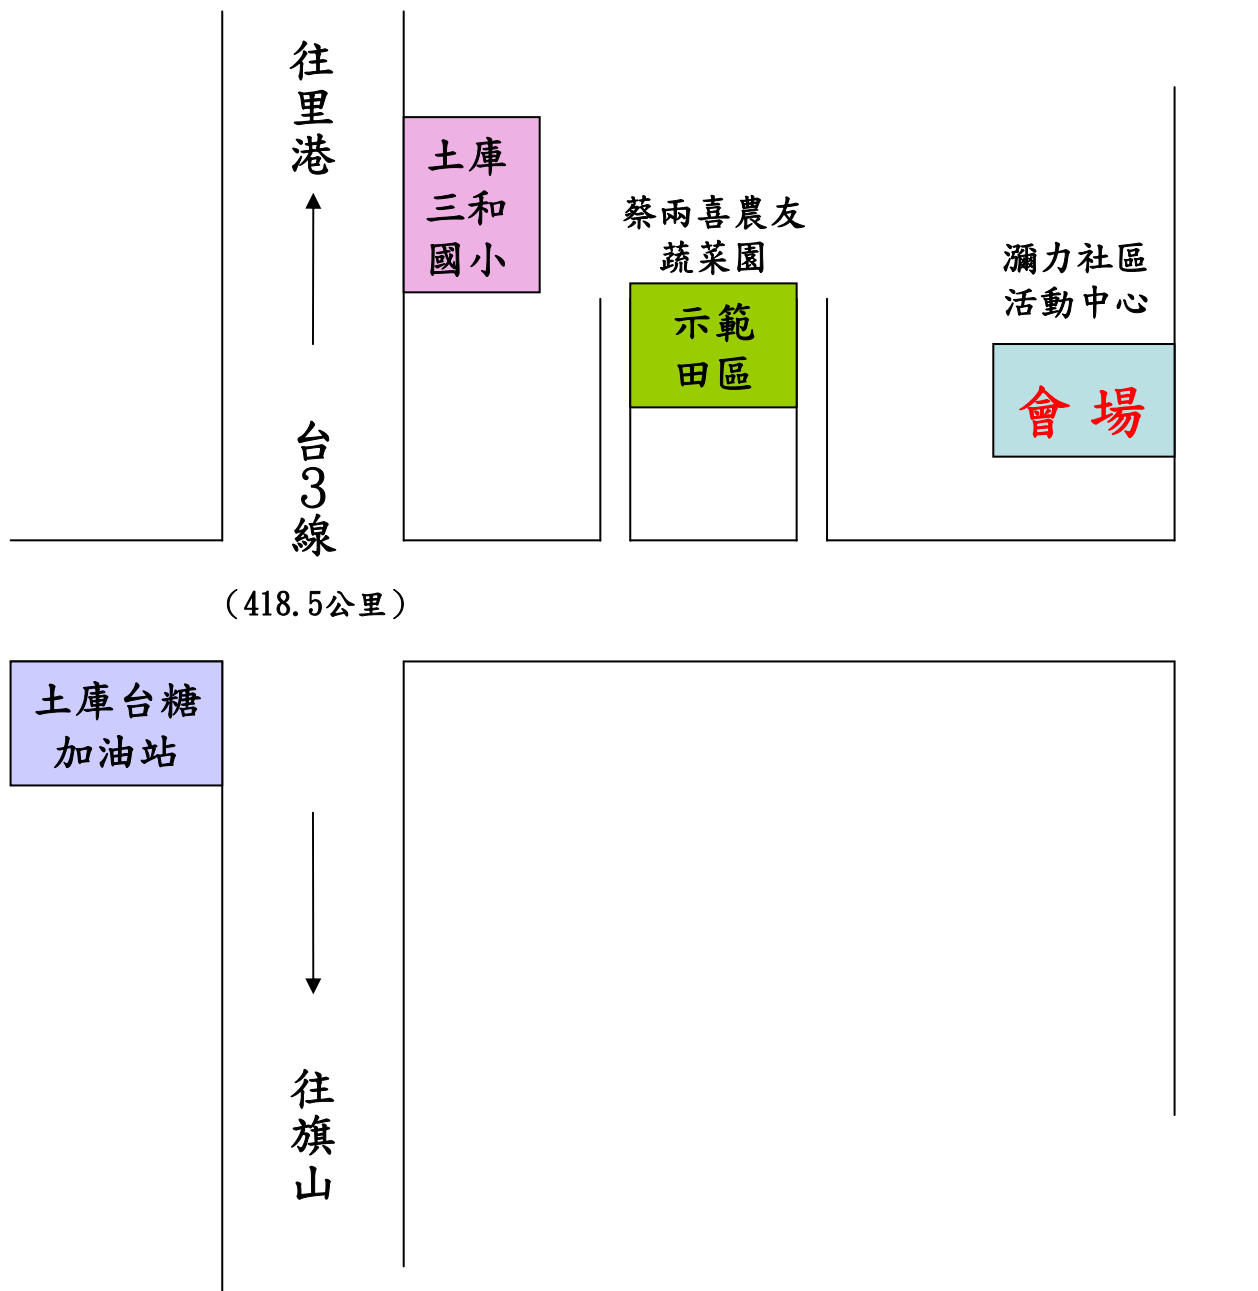 往里港
土庫
三和
國小
蔡兩喜農友
蔬菜園
示範
田區
瀰力社區
活動中心
會場
台3線
（418.5公里）
土庫台糖
加油站
往旗山